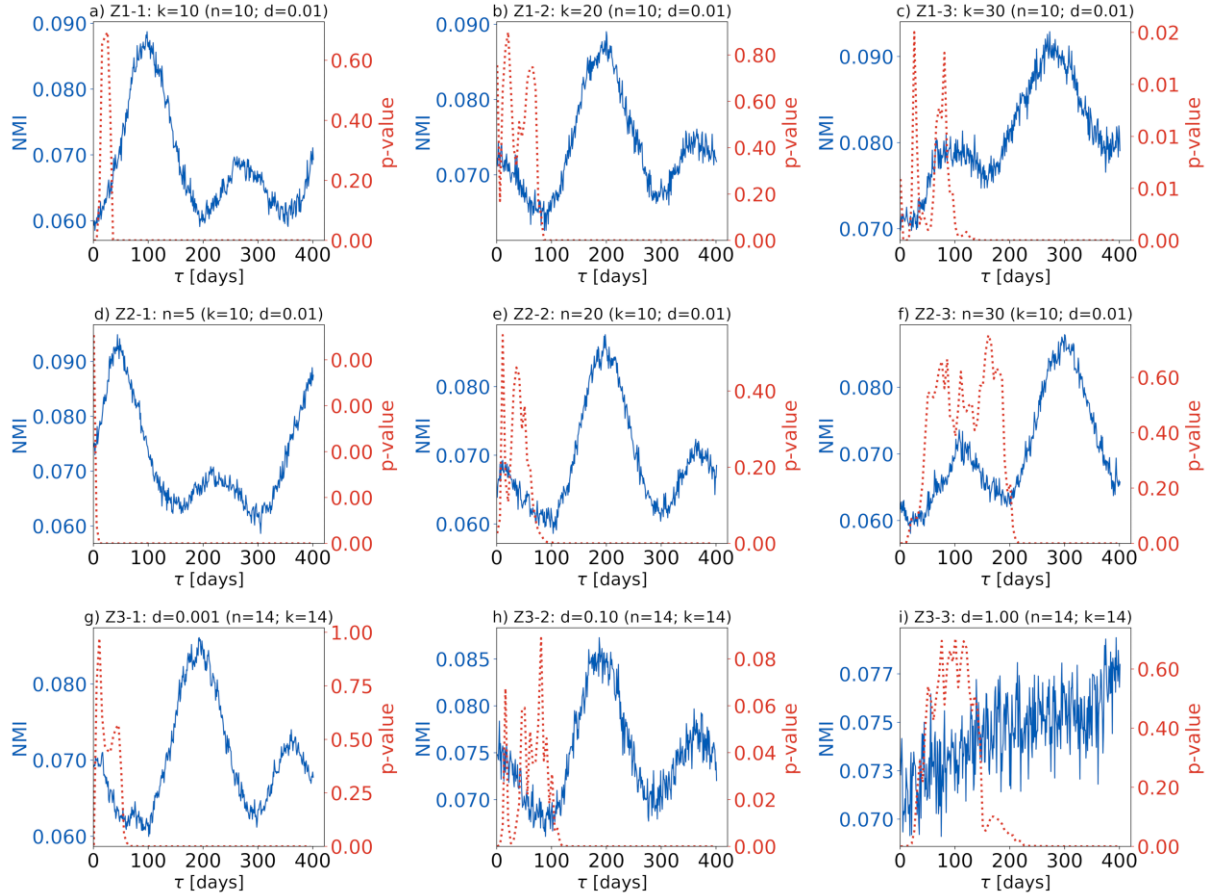 a) Z1-1: k=10 (n=10; d=0.01)
0.090
0.080
0.070
0.060
NMI
0.60
0.40
0.20
0.00
p-value
0 100 200 300 400
τ [days]
b) Z1-2: k=20 (n=10; d=0.01)
0.090
0.080
0.070
NMI
0.80
0.60
0.40
0.20
0.00
p-value
0 100 200 300 400
τ [days]
c) Z1-3: k=30 (n=10; d=0.01)
0.090
0.080
0.070
NMI
0.02
0.01
0.01
0.01
0.00
p-value
0 100 200 300 400
τ [days]
d) Z2-1: n=5 (k=10; d=0.01)
0.090
0.080
0.070
0.060
NMI
0.00
0.00
0.00
0.00
0.00
p-value
0 100 200 300 400
τ [days]
e) Z2-2: n=20 (k=10; d=0.01)
0.080
0.070
0.060
NMI
0.40
0.20
0.00
p-value
0 100 200 300 400
τ [days]
f) Z2-3: n=30 (k=10; d=0.01)
0.080
0.070
0.060
NMI
0.60
0.40
0.20
0.00
p-value
0 100 200 300 400
τ [days]
g) Z3-1: d=0.001 (n=14; k=14)
0.080
0.070
0.060
NMI
1.00
0.75
0.50
0.25
0.00
p-value
0 100 200 300 400
τ [days]
h) Z3-2: d=0.10 (n=14; k=14)
0.085
0.080
0.075
0.070
NMI
0.08
0.06
0.04
0.02
0.00
p-value
0 100 200 300 400
τ [days]
i) Z3-3: d=1.00 (n=14; k=14)
0.077
0.075
0.073
0.070
NMI
0.60
0.40
0.20
0.00
p-value
0 100 200 300 400
τ [days]